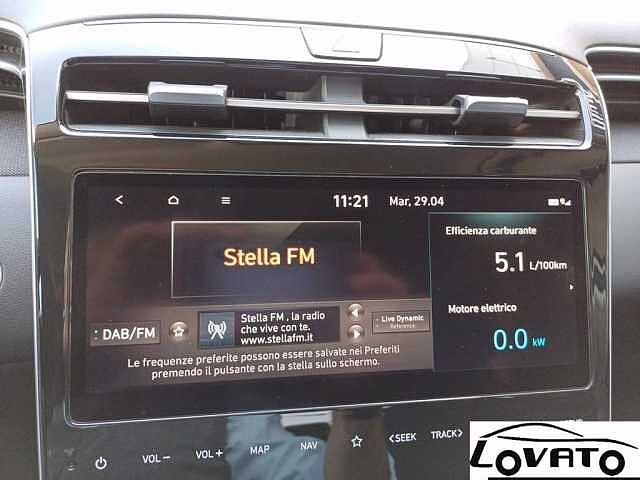 11:21 Mar, 29.04
Efficienza carburante
5.1 L/100km
Motore elettrico
0.0 kW
Stella FM
DAB/FM
Stella FM , la radio
che vive con te.
www.stellafm.it
Live Dynamic
Reference
Le frequenze preferite possono essere salvate nei Preferiti
premendo il pulsante con la stella sullo schermo.
VOL− VOL+ MAP NAV <SEEK TRACK>
LOVATO